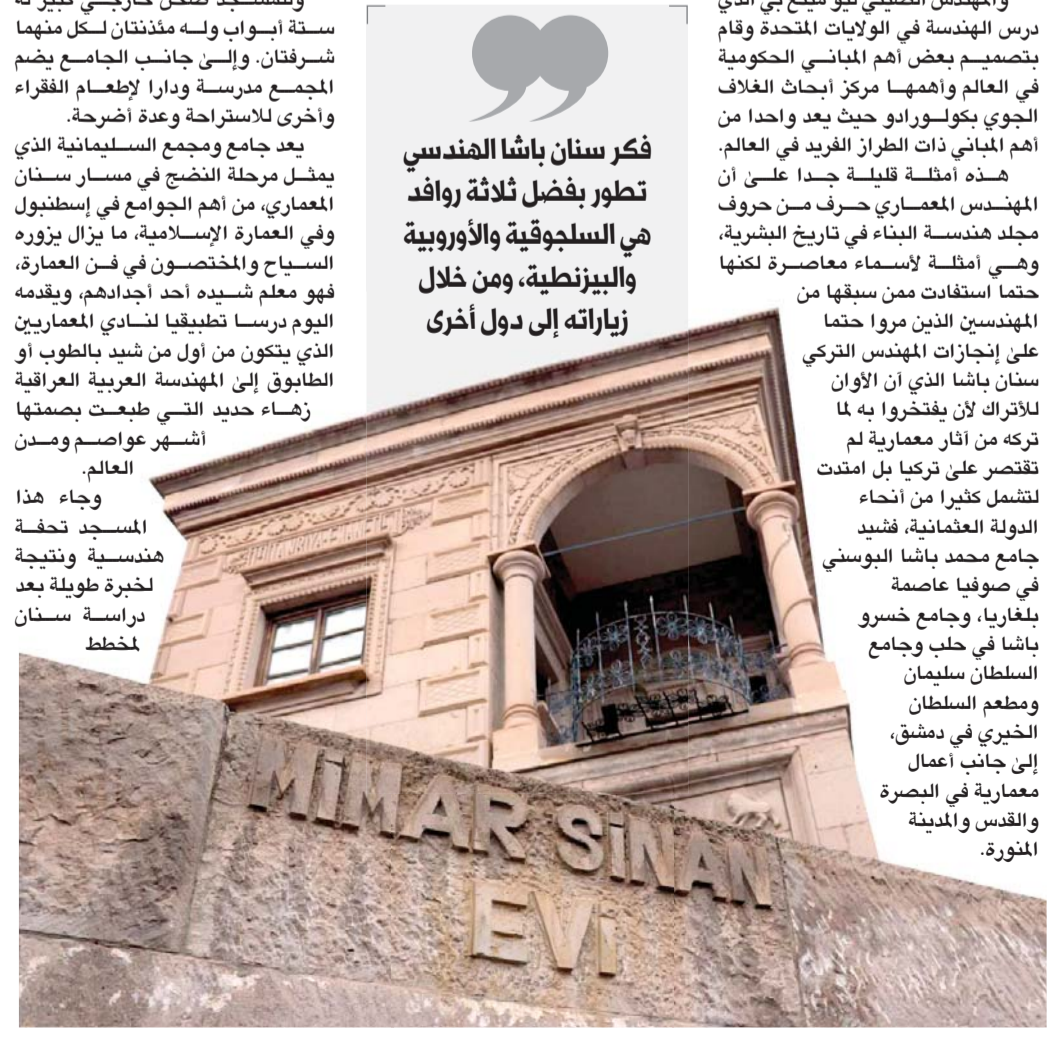 والمهندس الصيني ليو مينغ بي الذي
درس الهندسة في الولايات المتحدة وقام
بتصميم بعض أهم المباني الحكومية
في العالم وأهمها مركز أبحاث الغلاف
الجوي بكولورادو حيث يعد واحدا من
أهم المباني ذات الطراز الفريد في العالم.
هذه أمثلة قليلة جدا على أن
المهندس المعماري حرف من حروف
مجلد هندسة البناء في تاريخ البشرية،
وهي أمثلة لأسماء معاصرة لكنها
حتما استفادت ممن سبقها من
المهندسين الذين مروا حتما
على إنجازات المهندس التركي
سنان باشا الذي آن الأوان
للأتراك لأن يفتخروا به لما
تركه من آثار معمارية لم
تقتصر على تركيا بل امتدت
لتشمل كثيرا من أنحاء
الدولة العثمانية، فشيد
جامع محمد باشا البوسني
في صوفيا عاصمة
بلغاريا، وجامع خسرو
باشا في حلب وجامع
السلطان سليمان
ومطعم السلطان
الخيري في دمشق،
إلى جانب أعمال
معمارية في البصرة
والقدس والمدينة
المنورة.
فكر سنان باشا الهندسي
تطور بفضل ثلاثة روافد
هي السلجوقية والأوروبية
والبيزنطية، ومن خلال
زياراته إلى دول أخرى
وللمسجد صحن خارجي كبير له
ستة أبواب وله مئذنتان لكل منهما
شرفتان. وإلى جانب الجامع يضم
المجمع مدرسة ودارا لإطعام الفقراء
وأخرى للاستراحة وعدة أضرحة.
يعد جامع ومجمع السليمانية الذي
يمثل مرحلة النضج في مسار سنان
المعماري، من أهم الجوامع في إسطنبول
وفي العمارة الإسلامية، ما يزال يزوره
السياح والمختصون في فن العمارة،
فهو معلم شيده أحد أجدادهم، ويقدمه
اليوم درسا تطبيقيا لنادي المعماريين
الذي يتكون من أول من شيد بالطوب أو
الطابوق إلى المهندسة العربية العراقية
زهاء حديد التي طبعت بصمتها
أشهر عواصم ومدن
العالم.
وجاء هذا
المسجد تحفة
هندسية ونتيجة
لخبرة طويلة بعد
دراسة سنان
لمخطط
MiMAR SiNAN
EVi